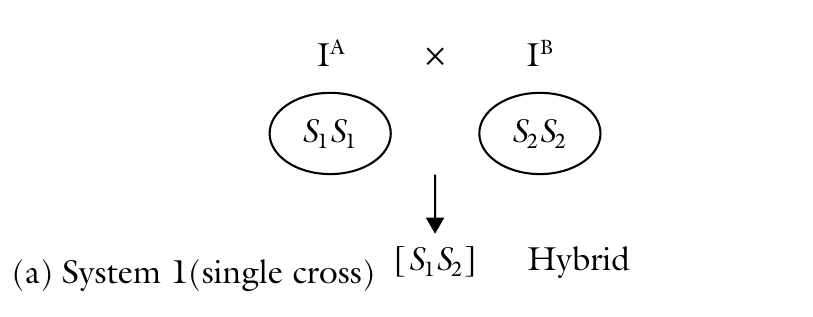 I^A × I^B
S₁S₁ S₂S₂
(a) System 1(single cross) [S₁S₂] Hybrid